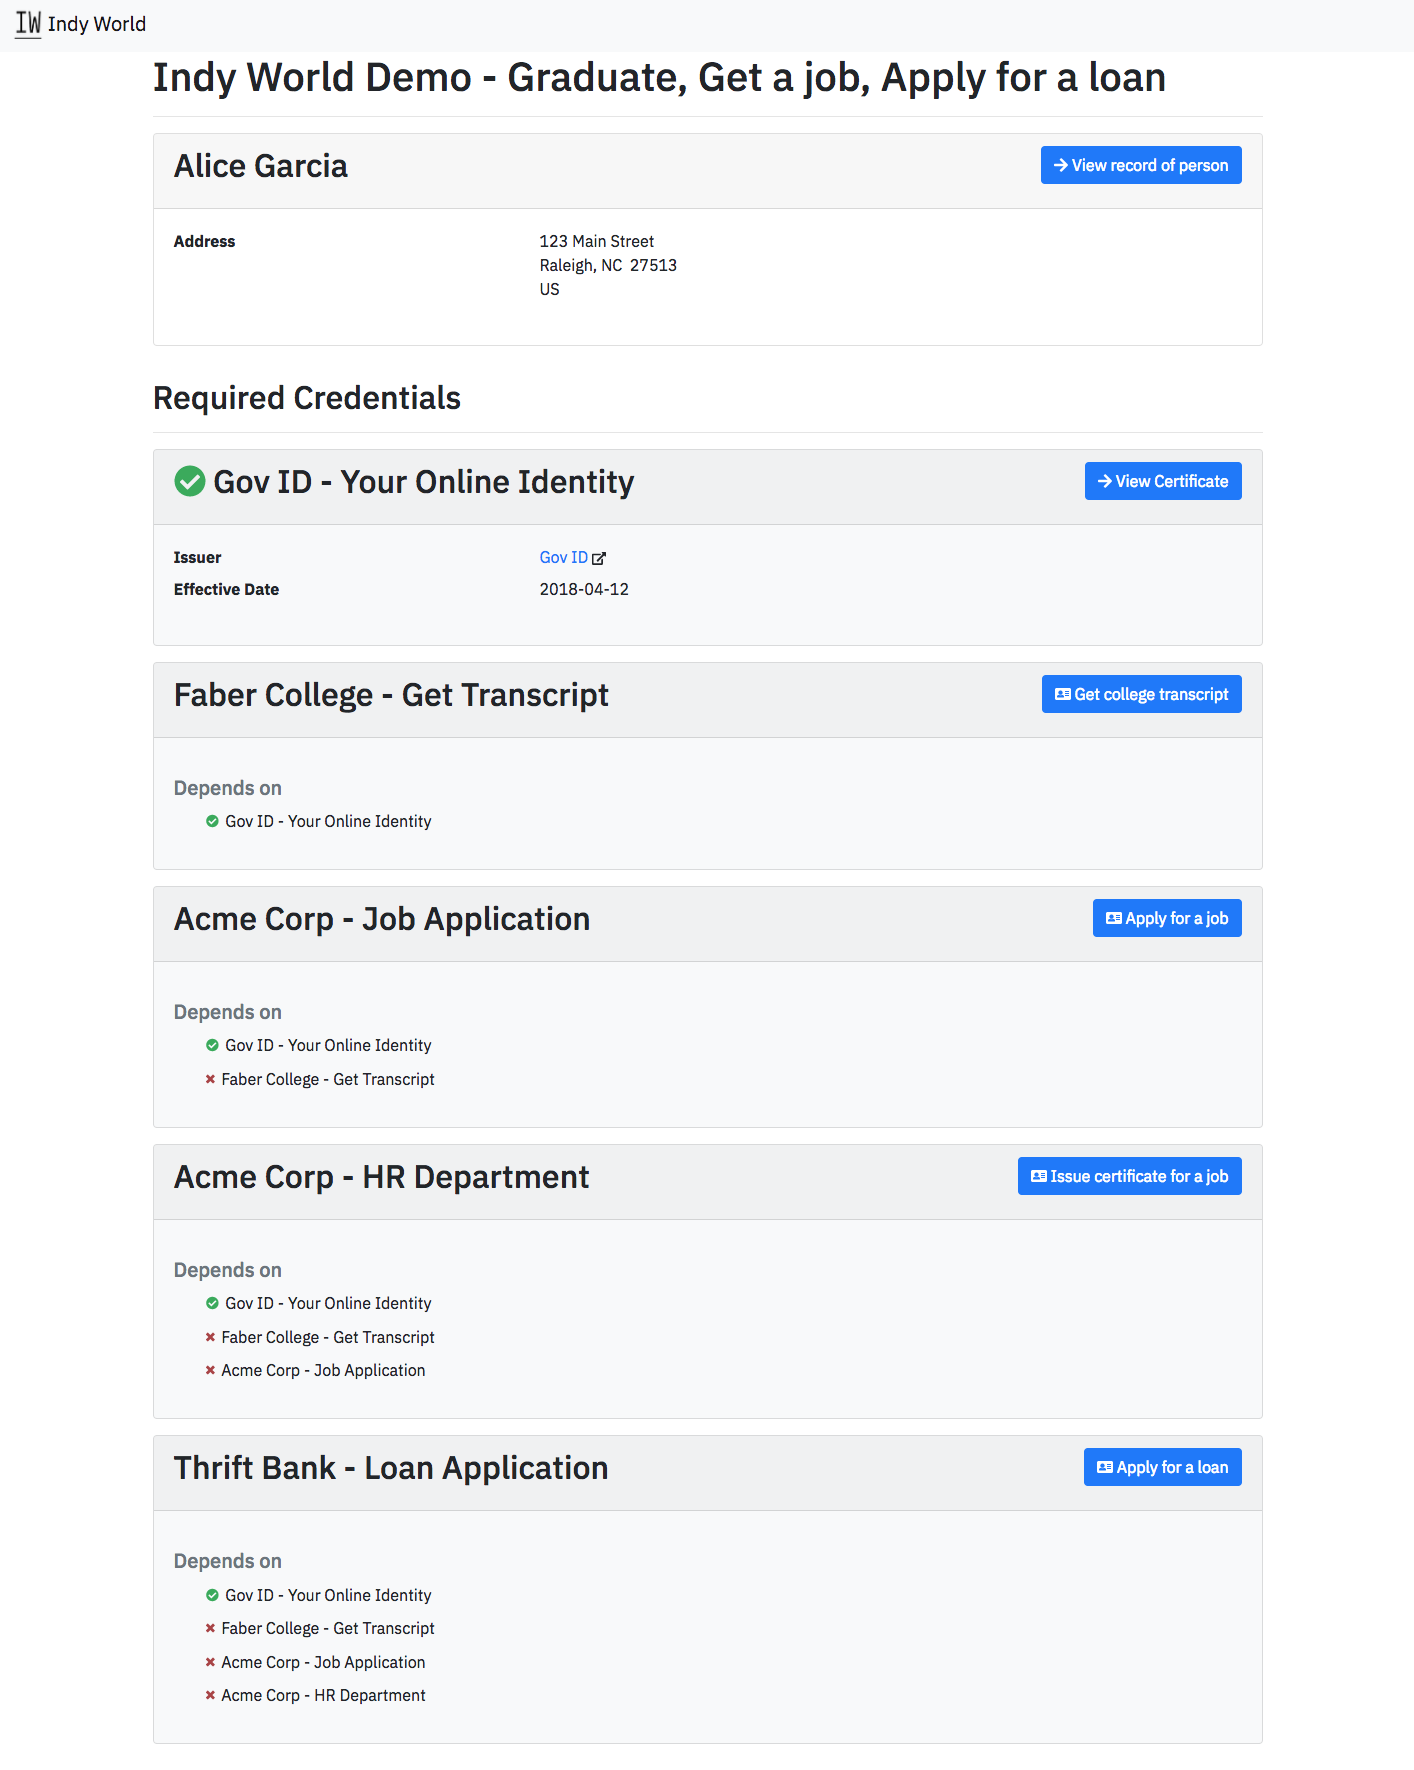 IW Indy World
Indy World Demo - Graduate, Get a job, Apply for a loan
Alice Garcia
View record of person
Address
123 Main Street
Raleigh, NC  27513
US
Required Credentials
Gov ID - Your Online Identity
View Certificate
Issuer
Gov ID
Effective Date
2018-04-12
Faber College - Get Transcript
Get college transcript
Depends on
Gov ID - Your Online Identity
Acme Corp - Job Application
Apply for a job
Depends on
Gov ID - Your Online Identity
Faber College - Get Transcript
Acme Corp - HR Department
Issue certificate for a job
Depends on
Gov ID - Your Online Identity
Faber College - Get Transcript
Acme Corp - Job Application
Thrift Bank - Loan Application
Apply for a loan
Depends on
Gov ID - Your Online Identity
Faber College - Get Transcript
Acme Corp - Job Application
Acme Corp - HR Department